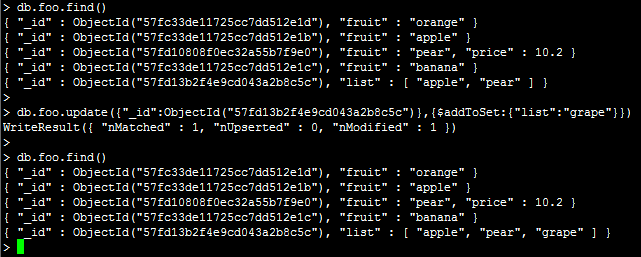 > db.foo.find()
{ "_id" : ObjectId("57fc33de11725cc7dd512e1d"), "fruit" : "orange" }
{ "_id" : ObjectId("57fc33de11725cc7dd512e1b"), "fruit" : "apple" }
{ "_id" : ObjectId("57fd10808f0ec32a55b7f9e0"), "fruit" : "pear", "price" : 10.2 }
{ "_id" : ObjectId("57fc33de11725cc7dd512e1c"), "fruit" : "banana" }
{ "_id" : ObjectId("57fd13b2f4e9cd043a2b8c5c"), "list" : [ "apple", "pear" ] }
>
> db.foo.update({"_id":ObjectId("57fd13b2f4e9cd043a2b8c5c")},{$addToSet:{"list":"grape"}})
WriteResult({ "nMatched" : 1, "nUpserted" : 0, "nModified" : 1 })
>
> db.foo.find()
{ "_id" : ObjectId("57fc33de11725cc7dd512e1d"), "fruit" : "orange" }
{ "_id" : ObjectId("57fc33de11725cc7dd512e1b"), "fruit" : "apple" }
{ "_id" : ObjectId("57fd10808f0ec32a55b7f9e0"), "fruit" : "pear", "price" : 10.2 }
{ "_id" : ObjectId("57fc33de11725cc7dd512e1c"), "fruit" : "banana" }
{ "_id" : ObjectId("57fd13b2f4e9cd043a2b8c5c"), "list" : [ "apple", "pear", "grape" ] }
>